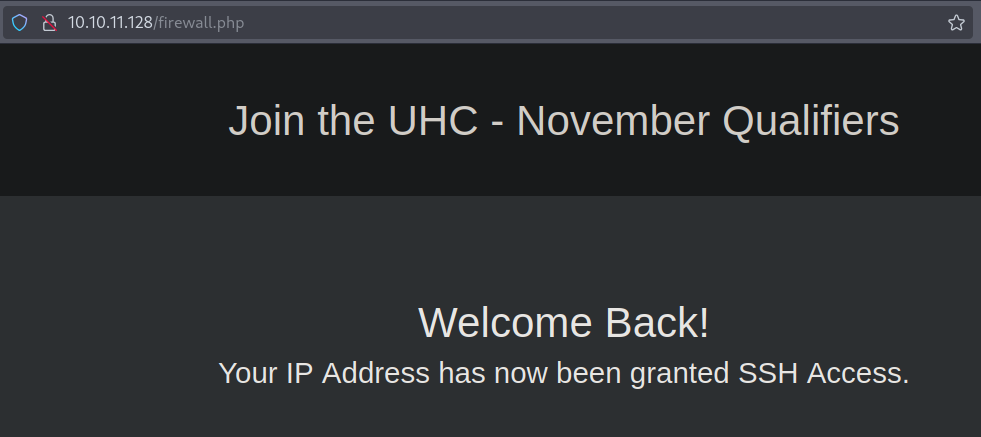 10.10.11.128/firewall.php
Join the UHC - November Qualifiers
Welcome Back!
Your IP Address has now been granted SSH Access.